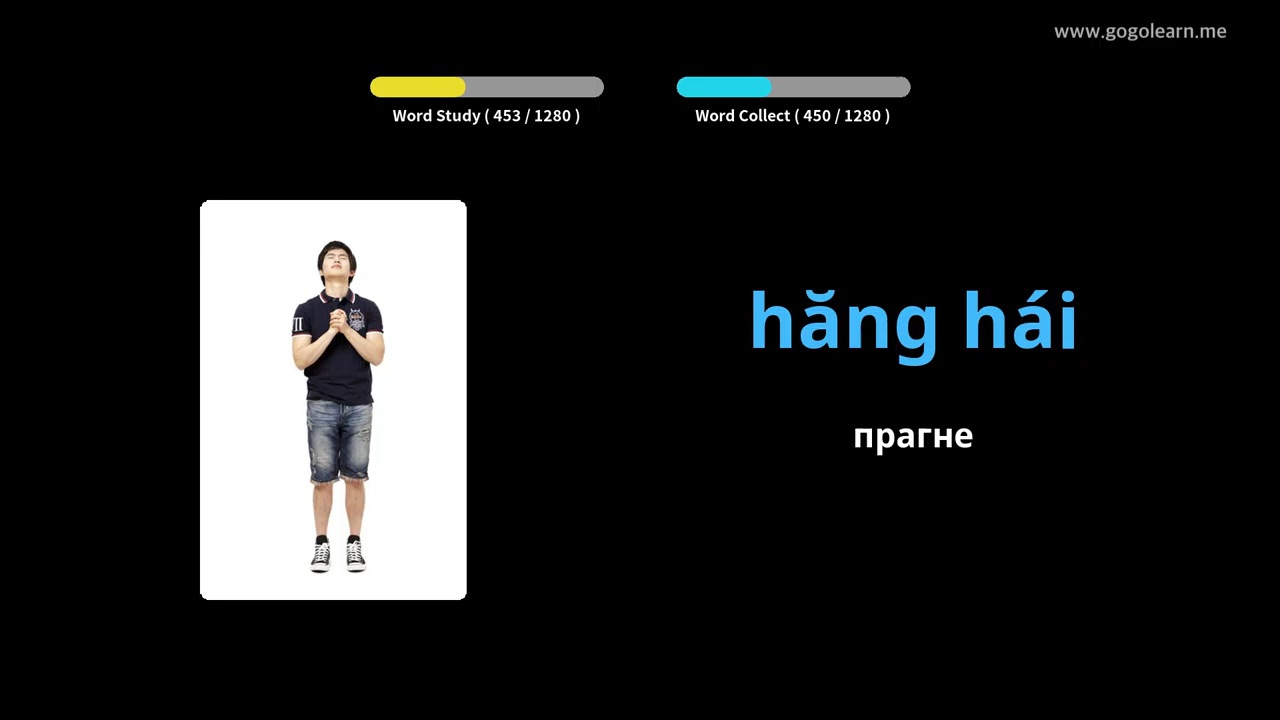 www.gogolearn.me
Word Study ( 453 / 1280 )
Word Collect ( 450 / 1280 )
hăng hái
прагне